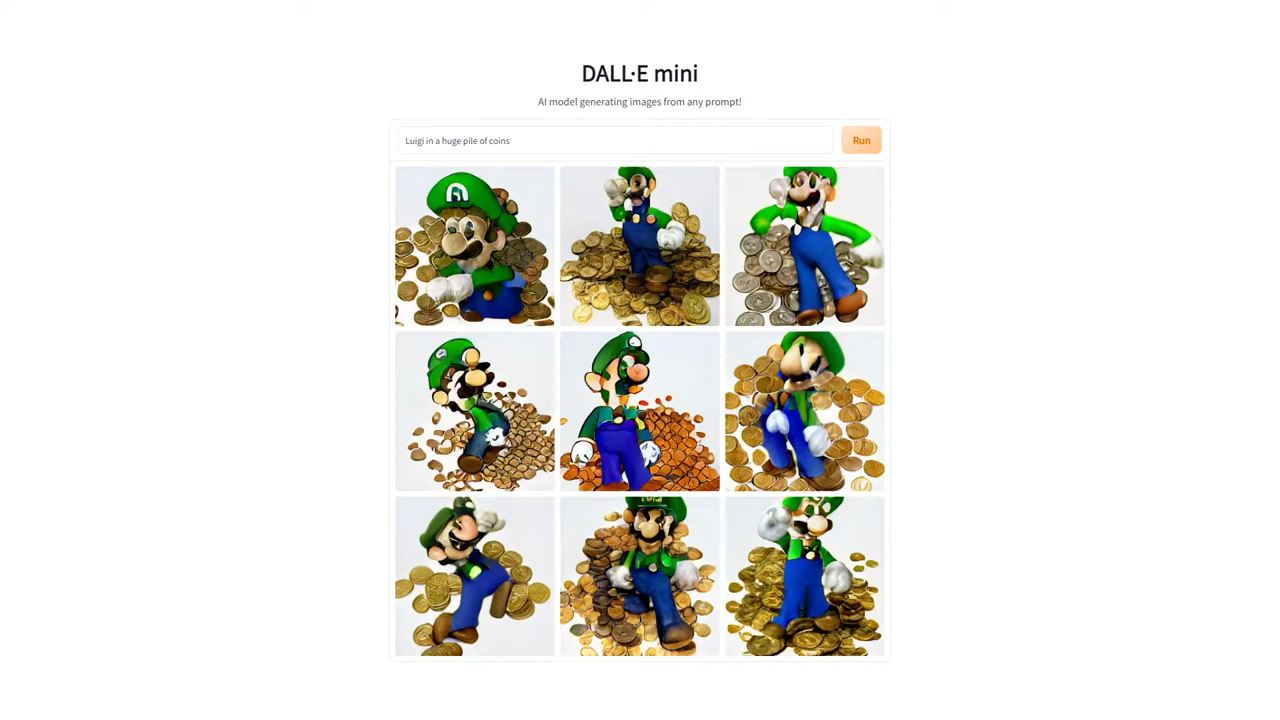 DALL·E mini
AI model generating images from any prompt!
Luigi in a huge pile of coins
Run